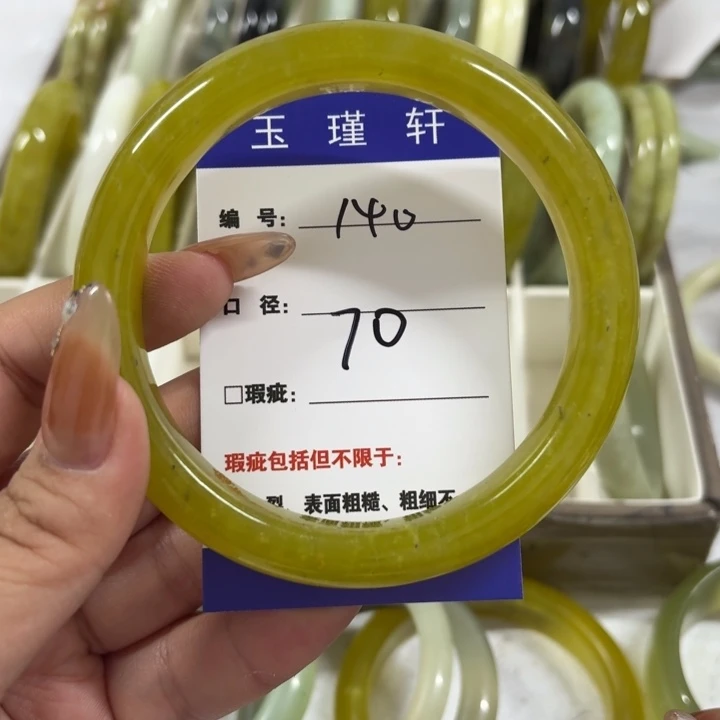 玉瑾轩
编号: 140
口径: 70
□瑕疵:
瑕疵包括但不限于:
裂、表面粗糙、粗细不